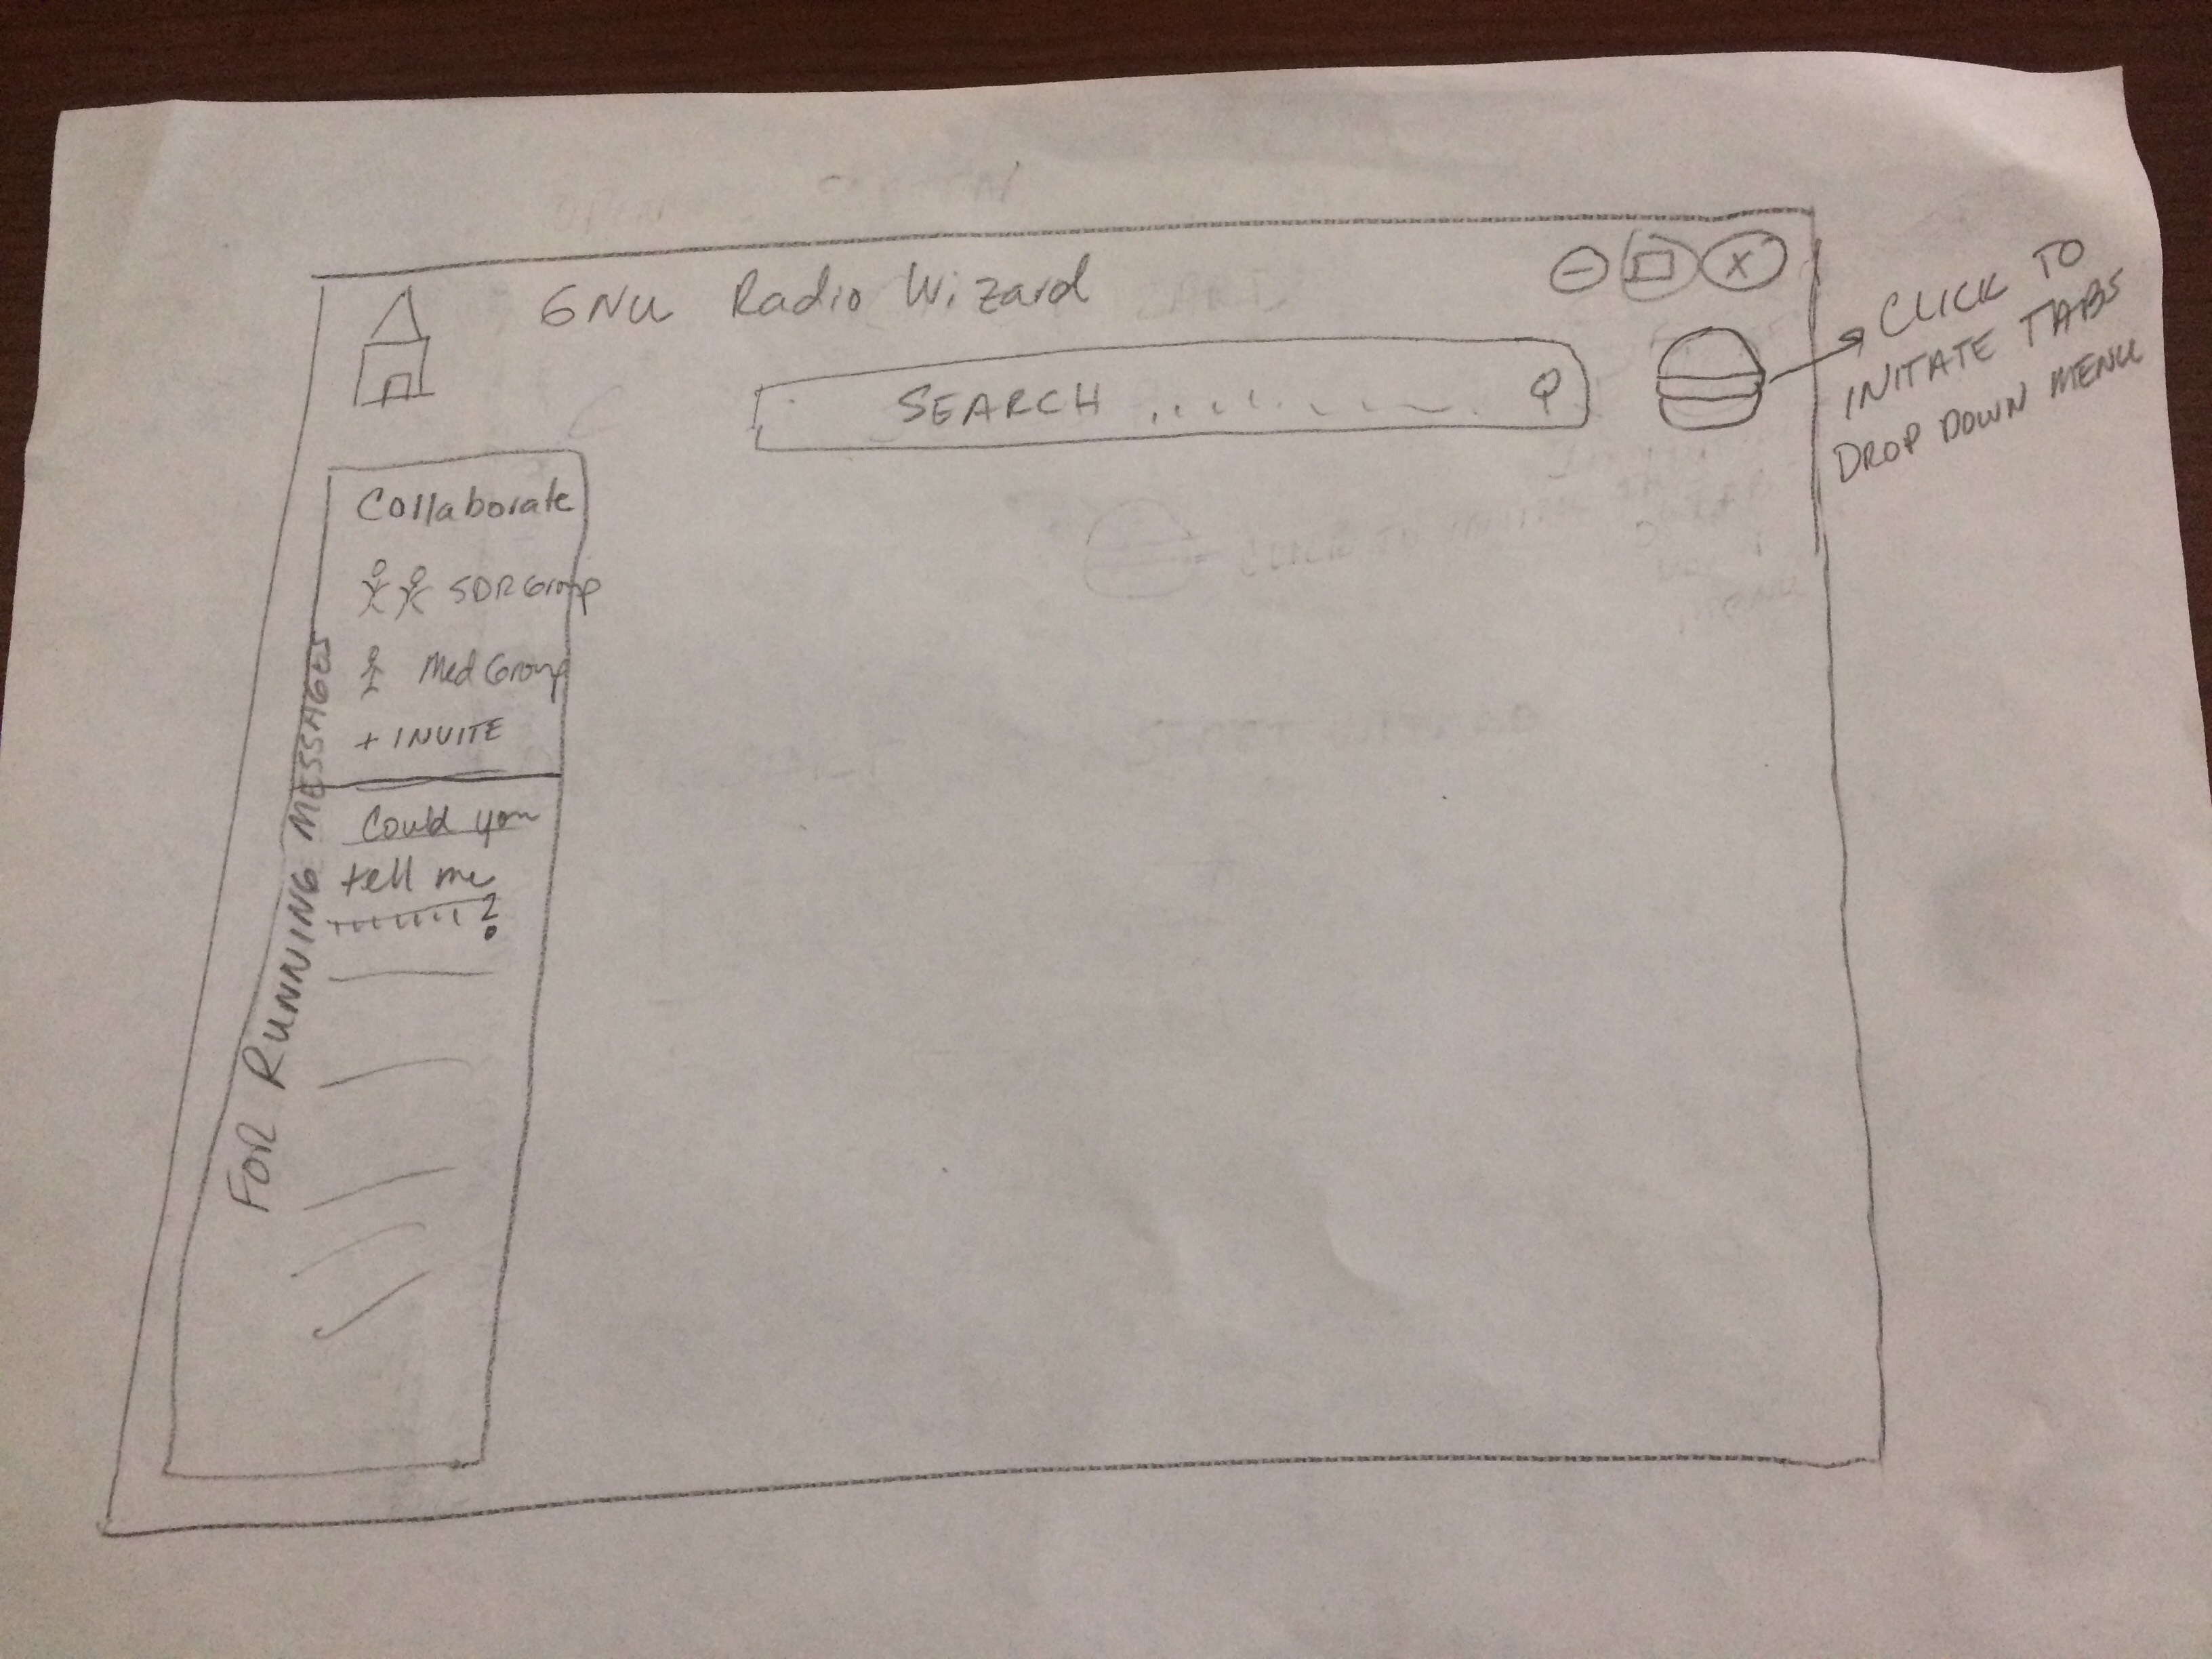 GNU Radio Wizard
X
SEARCH ..........
CLICK TO
INITATE TABS
DROP DOWN MENU
Collaborate
SDR Group
Med Group
+ INVITE
Could you
tell me
........?
FOR RUNNING MESSAGES